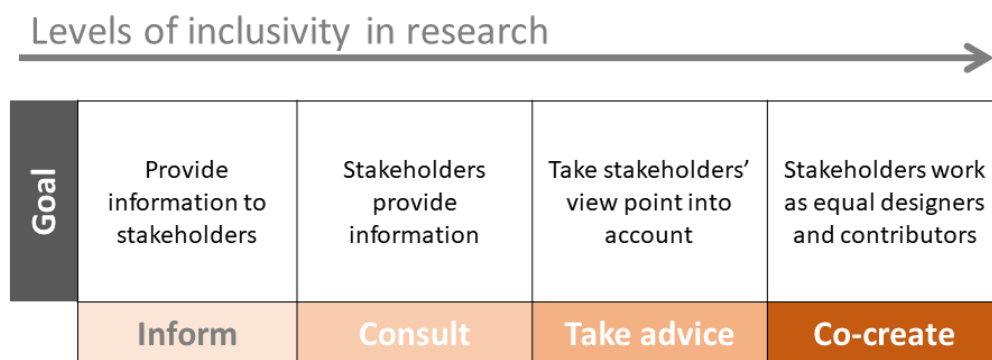 Levels of inclusivity in research
Goal
Provide
information to
stakeholders
Stakeholders
provide
information
Take stakeholders’
view point into
account
Stakeholders work
as equal designers
and contributors
Inform
Consult
Take advice
Co-create